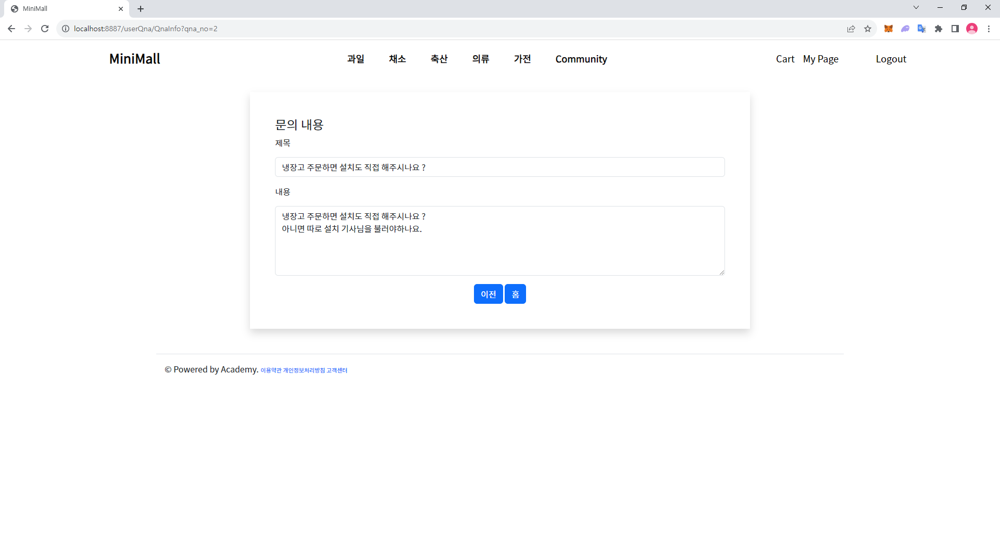 MiniMall
localhost:8887/userQna/QnaInfo?qna_no=2
MiniMall 과일 채소 축산 의류 가전 Community Cart My Page Logout
문의 내용
제목
냉장고 주문하면 설치도 직접 해주시나요 ?
내용
냉장고 주문하면 설치도 직접 해주시나요 ?
아니면 따로 설치 기사님을 불러야하나요.
이전 홈
© Powered by Academy. 이용약관 개인정보처리방침 고객센터